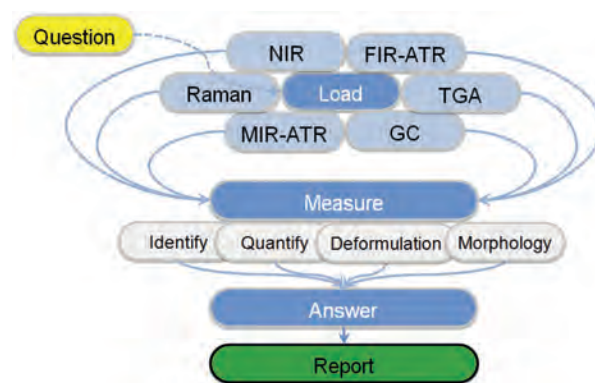 Question
NIR
FIR-ATR
Raman
Load
TGA
MIR-ATR
GC
Measure
Identify
Quantify
Deformulation
Morphology
Answer
Report